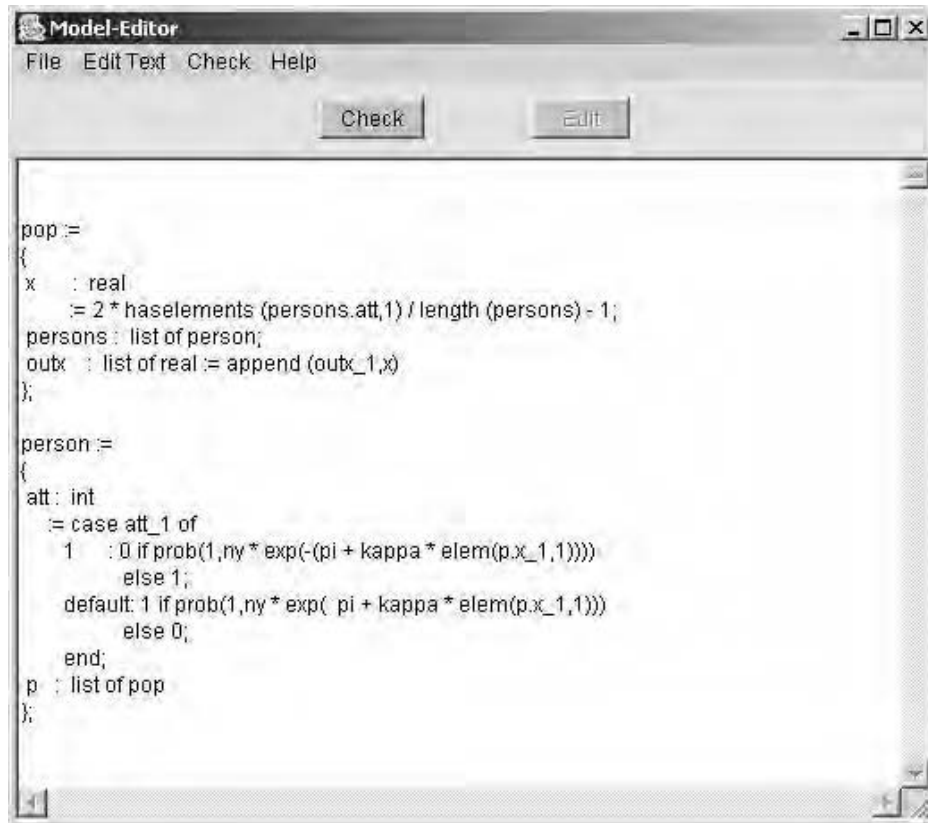 Model-Editor
File Edit Text Check Help
Check Edit
pop :=
{
x : real
:= 2 * haselements (persons.att,1) / length (persons) - 1;
persons : list of person;
outx : list of real := append (outx_1,x)
};
person :=
{
att : int
:= case att_1 of
1 : 0 if prob(1,ny * exp(-(pi + kappa * elem(p.x_1,1))))
else 1;
default: 1 if prob(1,ny * exp( pi + kappa * elem(p.x_1,1)))
else 0;
end;
p : list of pop
};